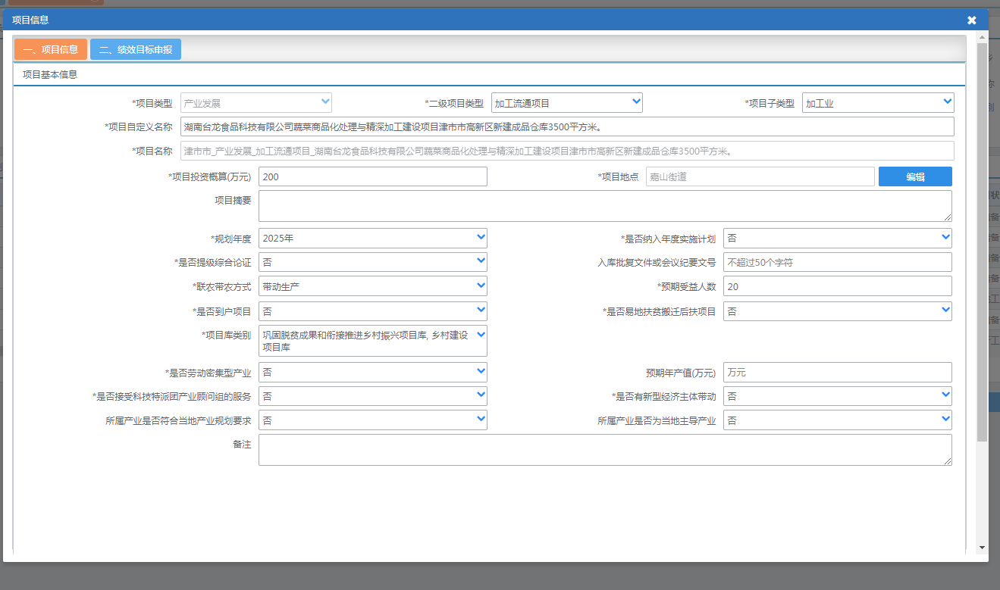 项目信息
一、项目信息 二、绩效目标申报
项目基本信息
*项目类型 产业发展 *二级项目类型 加工流通项目 *项目子类型 加工业
*项目自定义名称 湖南台龙食品科技有限公司蔬菜商品化处理与精深加工建设项目津市市高新区新建成品仓库3500平方米。
*项目名称 津市市_产业发展_加工流通项目_湖南台龙食品科技有限公司蔬菜商品化处理与精深加工建设项目津市市高新区新建成品仓库3500平方米。
*项目投资概算(万元) 200 *项目地点 嘉山街道 编辑
项目摘要
*规划年度 2025年 *是否纳入年度实施计划 否
*是否提级综合论证 否 入库批复文件或会议纪要文号 不超过50个字符
*联农带农方式 带动生产 *预期受益人数 20
*是否到户项目 否 *是否易地扶贫搬迁后扶项目 否
*项目库类别 巩固脱贫成果和衔接推进乡村振兴项目库, 乡村建设
项目库
*是否劳动密集型产业 否 预期年产值(万元) 万元
*是否接受科技特派团产业顾问组的服务 否 *是否有新型经济主体带动 否
所属产业是否符合当地产业规划要求 否 所属产业是否为当地主导产业 否
备注